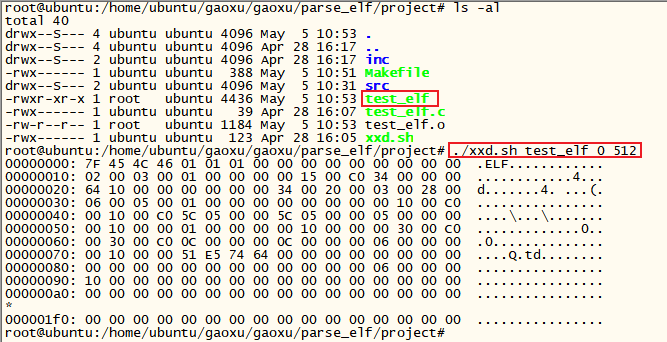 root@ubuntu:/home/ubuntu/gaoxu/gaoxu/parse_elf/project# ls -al
total 40
drwx--S--- 4 ubuntu ubuntu 4096 May  5 10:53 .
drwx--S--- 4 ubuntu ubuntu 4096 Apr 28 16:17 ..
drwx--S--- 2 ubuntu ubuntu 4096 Apr 28 16:17 inc
-rwx------ 1 ubuntu ubuntu  388 May  5 10:51 Makefile
drwx--S--- 2 ubuntu ubuntu 4096 May  5 10:31 src
-rwxr-xr-x 1 root   ubuntu 4436 May  5 10:53 test_elf
-rwx------ 1 ubuntu ubuntu   39 Apr 28 16:07 test_elf.c
-rw-r--r-- 1 root   ubuntu 1184 May  5 10:53 test_elf.o
-rwx------ 1 ubuntu ubuntu  123 Apr 28 16:05 xxd.sh
root@ubuntu:/home/ubuntu/gaoxu/gaoxu/parse_elf/project# ./xxd.sh test_elf 0 512
00000000: 7F 45 4C 46 01 01 01 00 00 00 00 00 00 00 00 00  .ELF............
00000010: 02 00 03 00 01 00 00 00 00 15 00 C0 34 00 00 00  ............4...
00000020: 64 10 00 00 00 00 00 00 34 00 20 00 03 00 28 00  d.......4. ...(.
00000030: 06 00 05 00 01 00 00 00 00 00 00 00 00 10 00 C0  ................
00000040: 00 10 00 C0 5C 05 00 00 5C 05 00 00 05 00 00 00  ....\...\.......
00000050: 00 10 00 00 01 00 00 00 00 10 00 00 00 30 00 C0  .............0..
00000060: 00 30 00 C0 0C 00 00 00 0C 00 00 00 06 00 00 00  .0..............
00000070: 00 10 00 00 51 E5 74 64 00 00 00 00 00 00 00 00  ....Q.td........
00000080: 00 00 00 00 00 00 00 00 00 00 00 00 06 00 00 00  ................
00000090: 10 00 00 00 00 00 00 00 00 00 00 00 00 00 00 00  ................
000000a0: 00 00 00 00 00 00 00 00 00 00 00 00 00 00 00 00  ................
*
000001f0: 00 00 00 00 00 00 00 00 00 00 00 00 00 00 00 00  ................
root@ubuntu:/home/ubuntu/gaoxu/gaoxu/parse_elf/project#